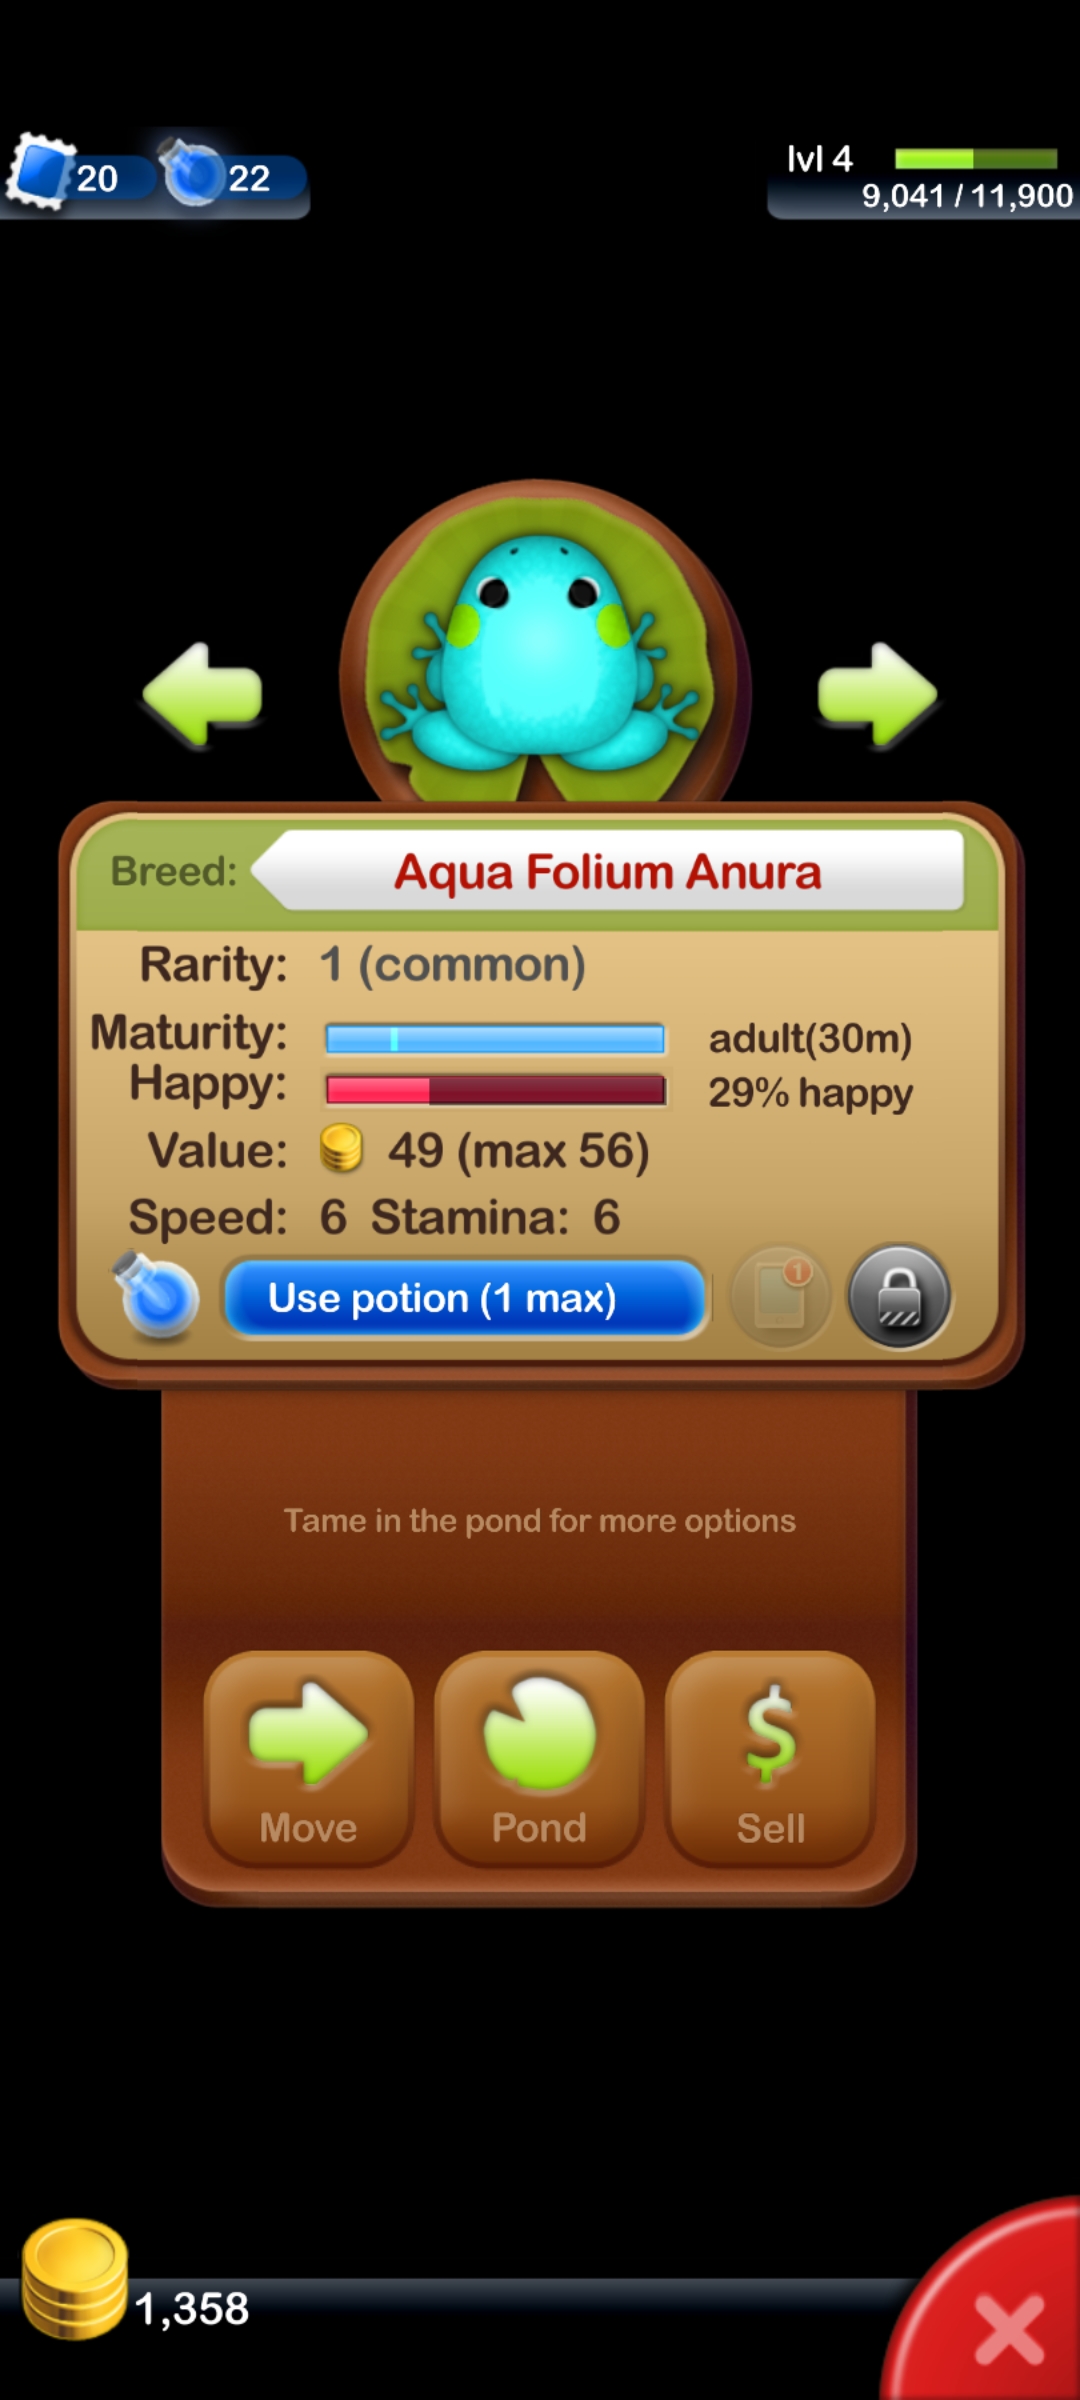 20
22
lvl 4
9,041 / 11,900
Breed: Aqua Folium Anura
Rarity: 1 (common)
Maturity: adult(30m)
Happy: 29% happy
Value: 49 (max 56)
Speed: 6 Stamina: 6
Use potion (1 max)
1
Tame in the pond for more options
Move
Pond
$
Sell
1,358